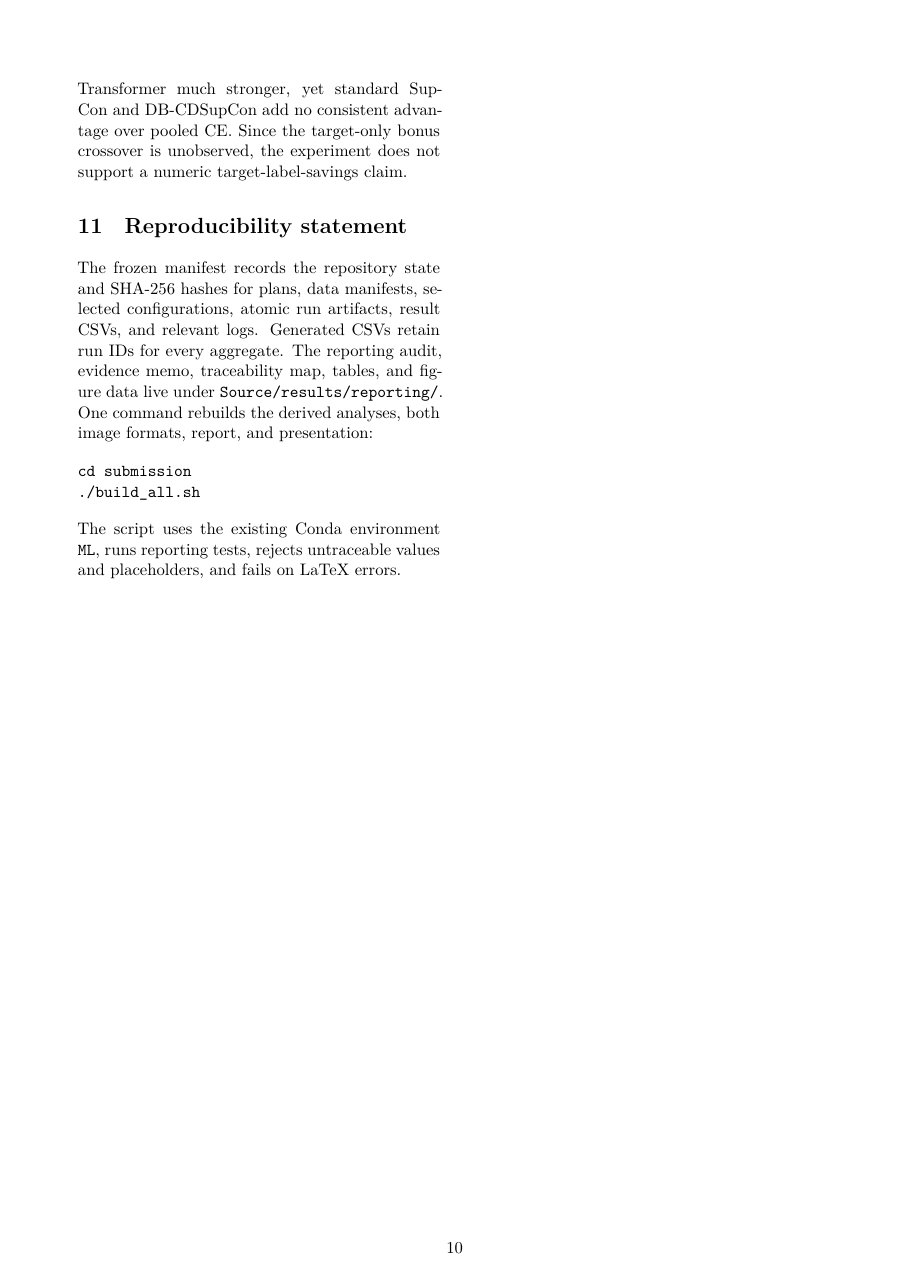 Transformer much stronger, yet standard Sup-
Con and DB-CDSupCon add no consistent advan-
tage over pooled CE. Since the target-only bonus
crossover is unobserved, the experiment does not
support a numeric target-label-savings claim.
11 Reproducibility statement
The frozen manifest records the repository state
and SHA-256 hashes for plans, data manifests, se-
lected configurations, atomic run artifacts, result
CSVs, and relevant logs. Generated CSVs retain
run IDs for every aggregate. The reporting audit,
evidence memo, traceability map, tables, and fig-
ure data live under Source/results/reporting/.
One command rebuilds the derived analyses, both
image formats, report, and presentation:
cd submission
./build_all.sh
The script uses the existing Conda environment
ML, runs reporting tests, rejects untraceable values
and placeholders, and fails on LaTeX errors.
10